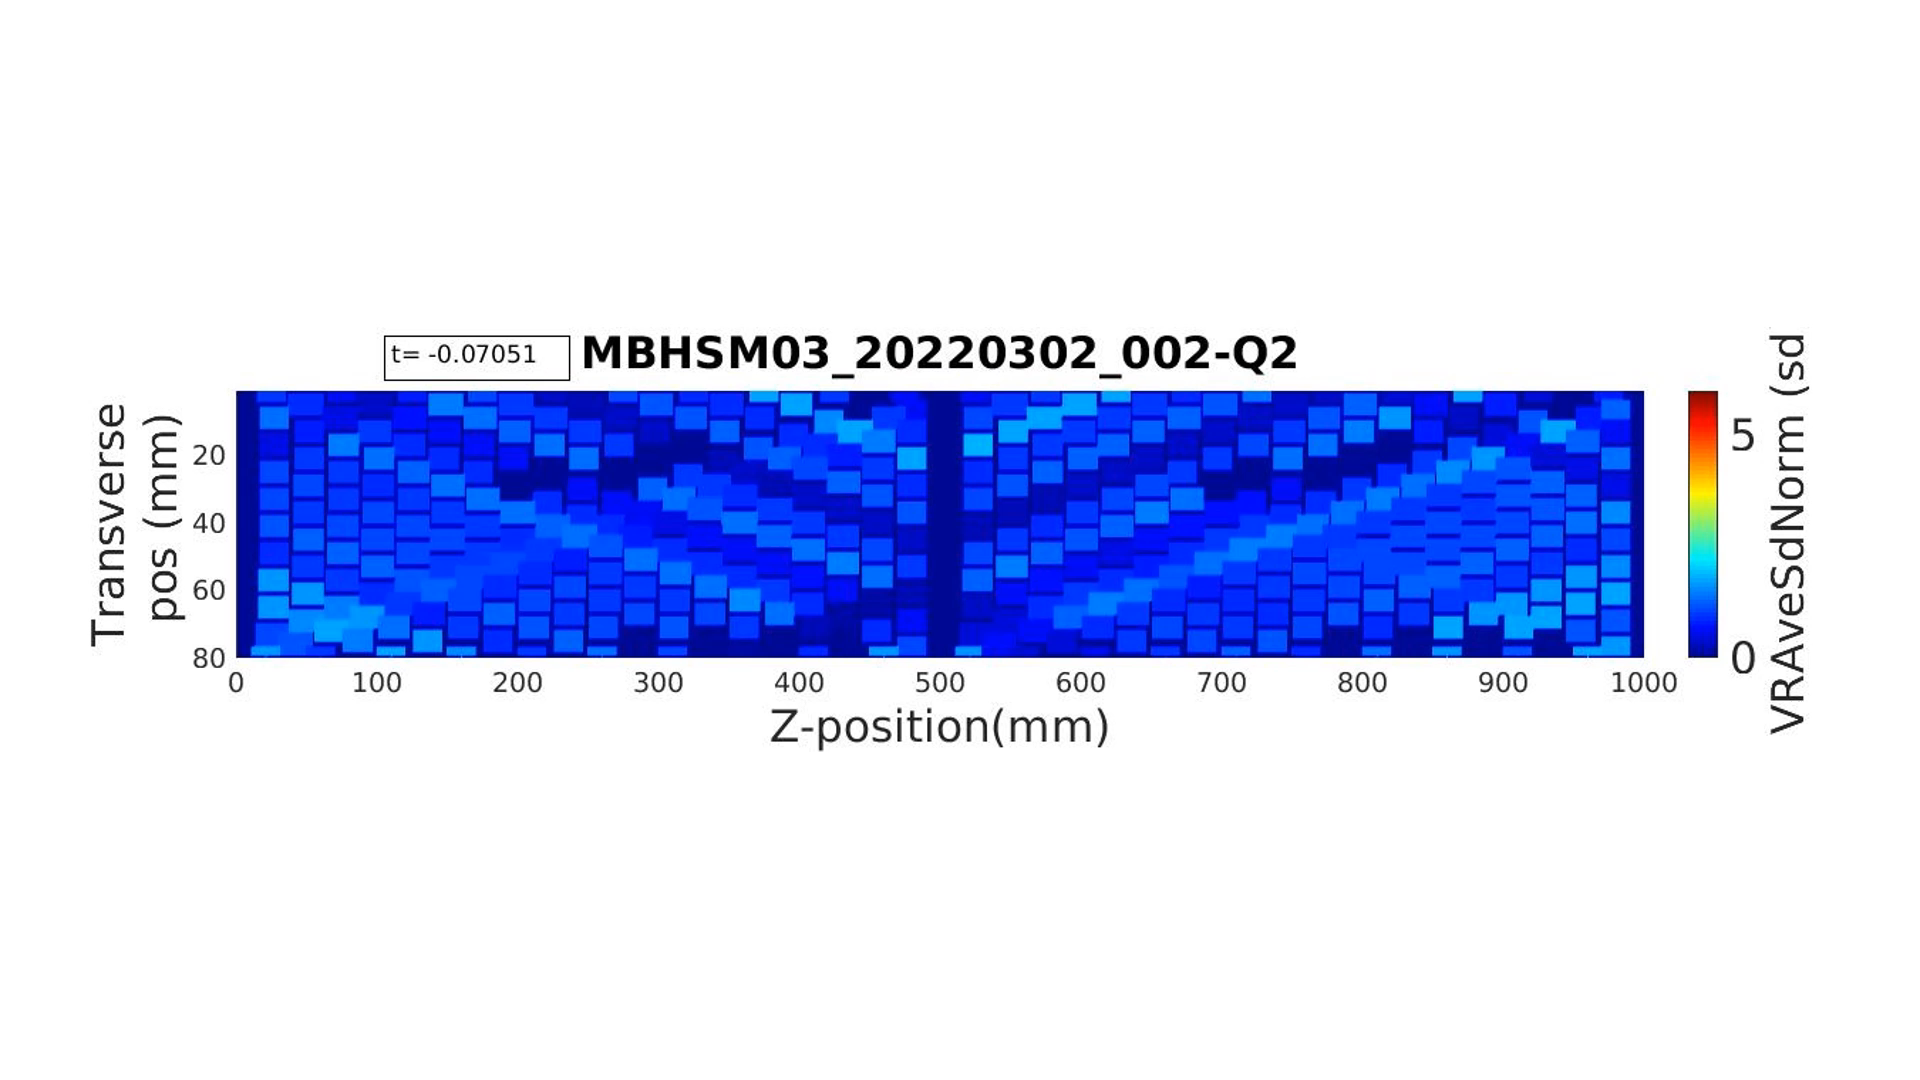 t= -0.07051
MBHSM03_20220302_002-Q2
Transverse
pos (mm)
20
40
60
80
0 100 200 300 400 500 600 700 800 900 1000
Z-position(mm)
5
0
VRAveSdNorm (sd